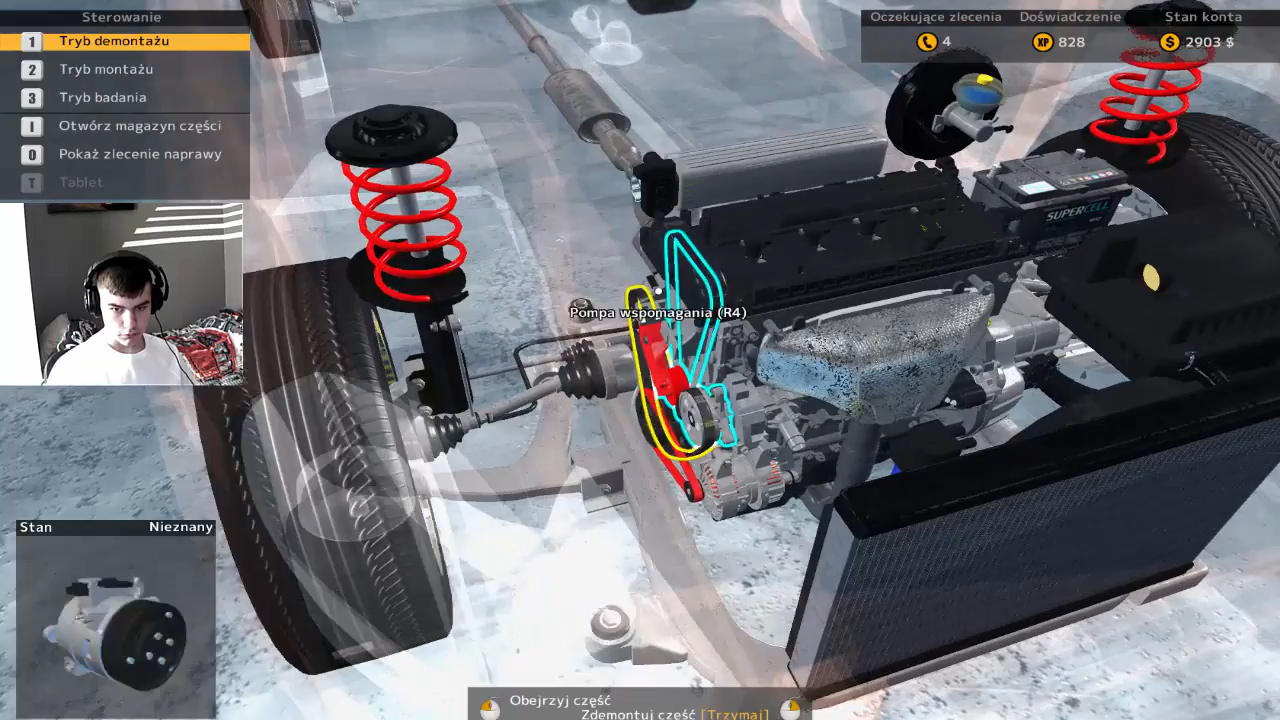 Sterowanie
1 Tryb demontażu
2 Tryb montażu
3 Tryb badania
I Otwórz magazyn części
O Pokaż zlecenie naprawy
T Tablet
Oczekujące zlecenia Doświadczenie Stan konta
4 XP 828 $ 2903 $
SUPERCELL
Pompa wspomagania (R4)
Stan Nieznany
Obejrzyj część
Zdemontuj część [Trzymaj]